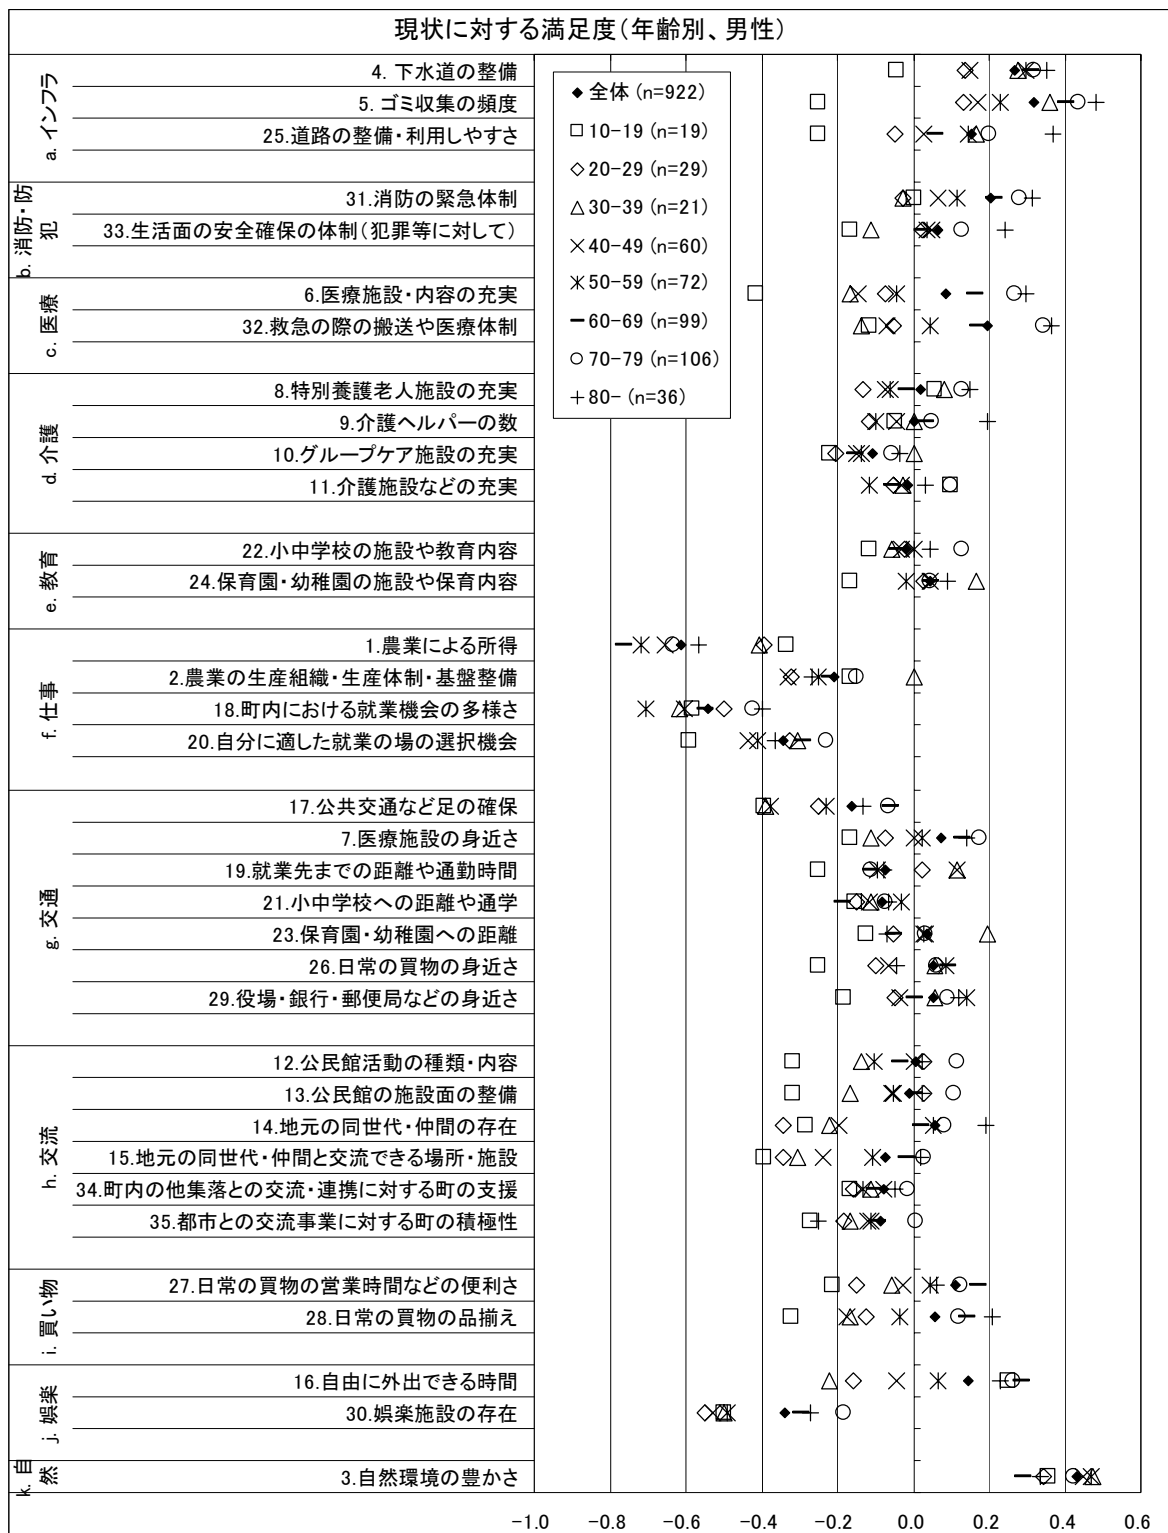 現状に対する満足度(年齢別、男性)
a. インフラ
4. 下水道の整備
5. ゴミ収集の頻度
25.道路の整備・利用しやすさ
b. 消防・防犯
31.消防の緊急体制
33.生活面の安全確保の体制(犯罪等に対して)
c. 医療
6.医療施設・内容の充実
32.救急の際の搬送や医療体制
d. 介護
8.特別養護老人施設の充実
9.介護ヘルパーの数
10.グループケア施設の充実
11.介護施設などの充実
e. 教育
22.小中学校の施設や教育内容
24.保育園・幼稚園の施設や保育内容
f. 仕事
1.農業による所得
2.農業の生産組織・生産体制・基盤整備
18.町内における就業機会の多様さ
20.自分に適した就業の場の選択機会
g. 交通
17.公共交通など足の確保
7.医療施設の身近さ
19.就業先までの距離や通勤時間
21.小中学校への距離や通学
23.保育園・幼稚園への距離
26.日常の買物の身近さ
29.役場・銀行・郵便局などの身近さ
h. 交流
12.公民館活動の種類・内容
13.公民館の施設面の整備
14.地元の同世代・仲間の存在
15.地元の同世代・仲間と交流できる場所・施設
34.町内の他集落との交流・連携に対する町の支援
35.都市との交流事業に対する町の積極性
i. 買い物
27.日常の買物の営業時間などの便利さ
28.日常の買物の品揃え
j. 娯楽
16.自由に外出できる時間
30.娯楽施設の存在
k. 自然
3.自然環境の豊かさ
全体 (n=922)
10-19 (n=19)
20-29 (n=29)
30-39 (n=21)
40-49 (n=60)
50-59 (n=72)
60-69 (n=99)
70-79 (n=106)
80- (n=36)
-1.0 -0.8 -0.6 -0.4 -0.2 0.0 0.2 0.4 0.6